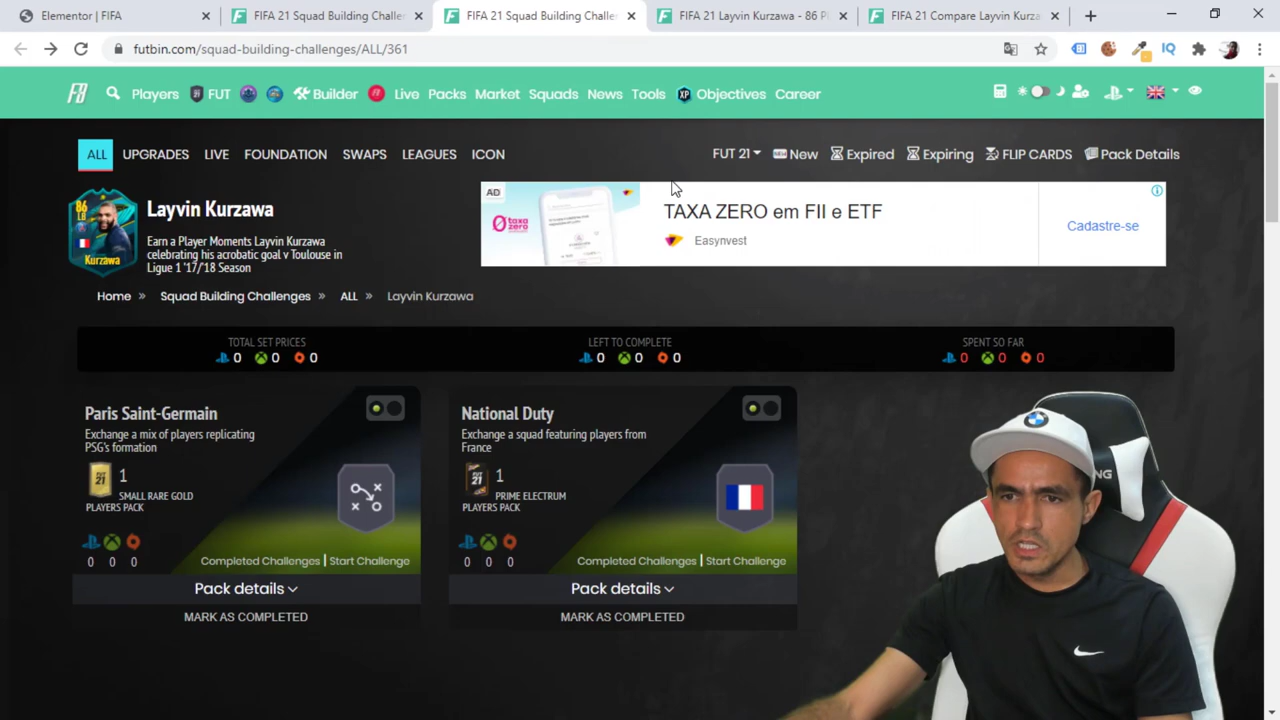 Elementor | FIFA
FIFA 21 Squad Building Challe
FIFA 21 Squad Building Challe
FIFA 21 Layvin Kurzawa - 86 P
FIFA 21 Compare Layvin Kurza
futbin.com/squad-building-challenges/ALL/361
Players FUT Builder Live Packs Market Squads News Tools XP Objectives Career
ALL UPGRADES LIVE FOUNDATION SWAPS LEAGUES ICON
FUT 21 New Expired Expiring FLIP CARDS Pack Details
86
LB
Kurzawa
Layvin Kurzawa
Earn a Player Moments Layvin Kurzawa
celebrating his acrobatic goal v Toulouse in
Ligue 1 '17/18 Season
AD
taxa zero
TAXA ZERO em FII e ETF
Easynvest
Cadastre-se
Home » Squad Building Challenges » ALL » Layvin Kurzawa
TOTAL SET PRICES
0 0 0
LEFT TO COMPLETE
0 0 0
SPENT SO FAR
0 0 0
Paris Saint-Germain
Exchange a mix of players replicating
PSG's formation
1
SMALL RARE GOLD
PLAYERS PACK
0 0 0
Completed Challenges | Start Challenge
Pack details
MARK AS COMPLETED
National Duty
Exchange a squad featuring players from
France
1
PRIME ELECTRUM
PLAYERS PACK
0 0 0
Completed Challenges | Start Challenge
Pack details
MARK AS COMPLETED
BMW
NG